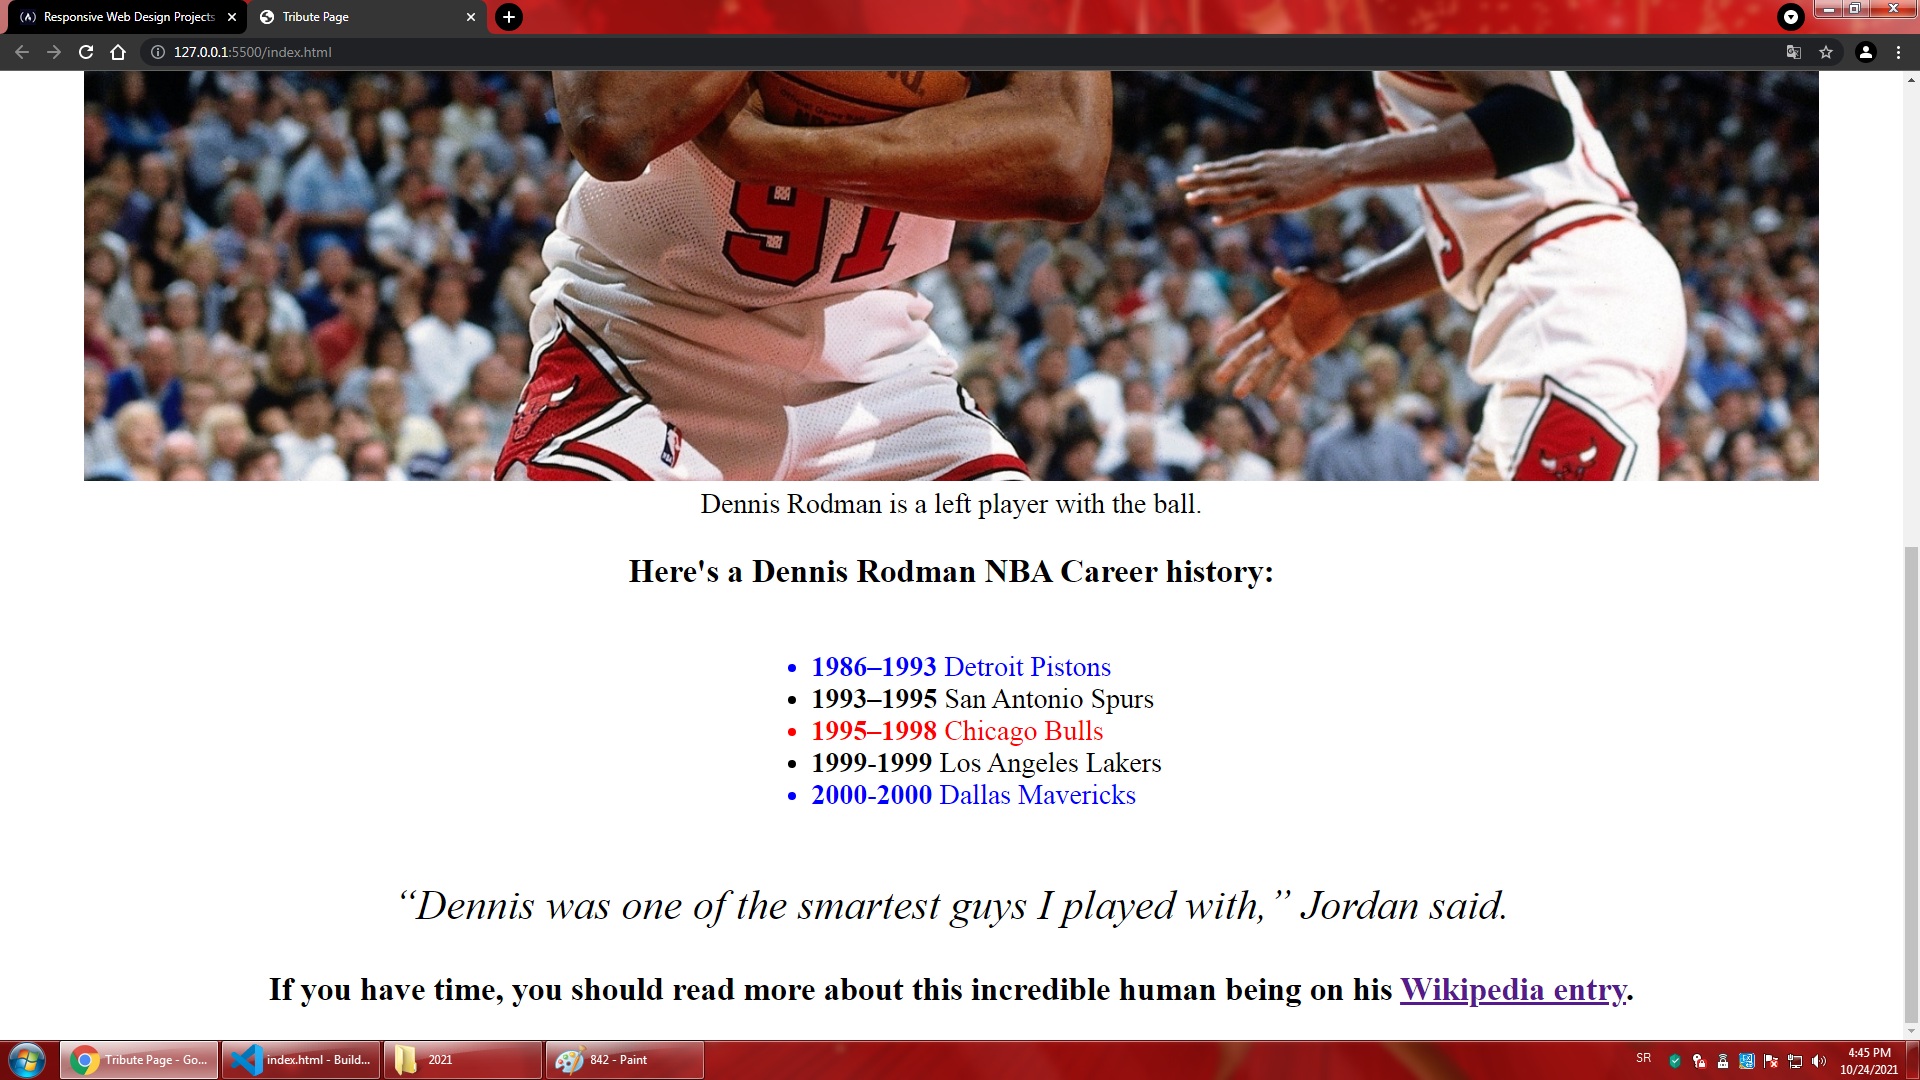 Responsive Web Design Projects
Tribute Page
127.0.0.1:5500/index.html
91
Dennis Rodman is a left player with the ball.
Here's a Dennis Rodman NBA Career history:
1986–1993 Detroit Pistons
1993–1995 San Antonio Spurs
1995–1998 Chicago Bulls
1999-1999 Los Angeles Lakers
2000-2000 Dallas Mavericks
“Dennis was one of the smartest guys I played with,” Jordan said.
If you have time, you should read more about this incredible human being on his Wikipedia entry.
Tribute Page - Go...
index.html - Build...
2021
842 - Paint
SR
4:45 PM
10/24/2021